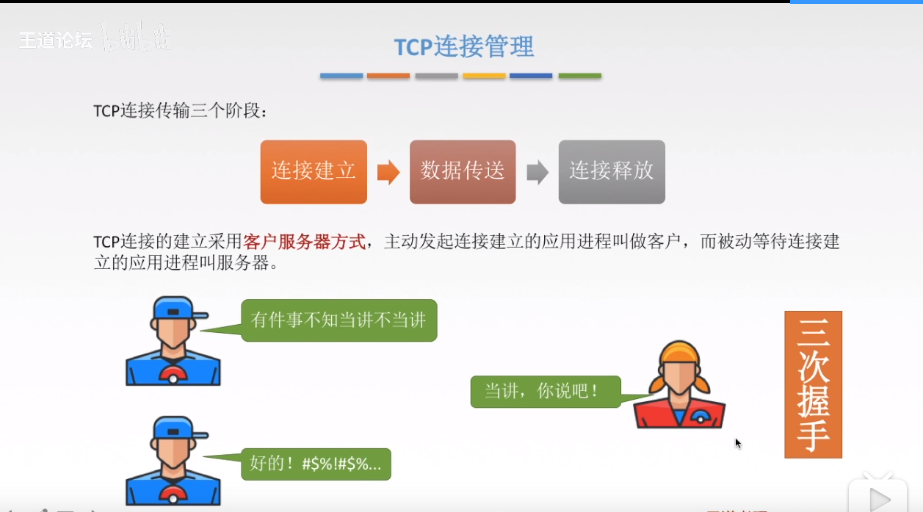 王道论坛
TCP连接管理
TCP连接传输三个阶段：
连接建立
数据传送
连接释放
TCP连接的建立采用客户服务器方式，主动发起连接建立的应用进程叫做客户，而被动等待连接建
立的应用进程叫服务器。
有件事不知当讲不当讲
当讲，你说吧！
三次握手
好的！#$%!#$%...